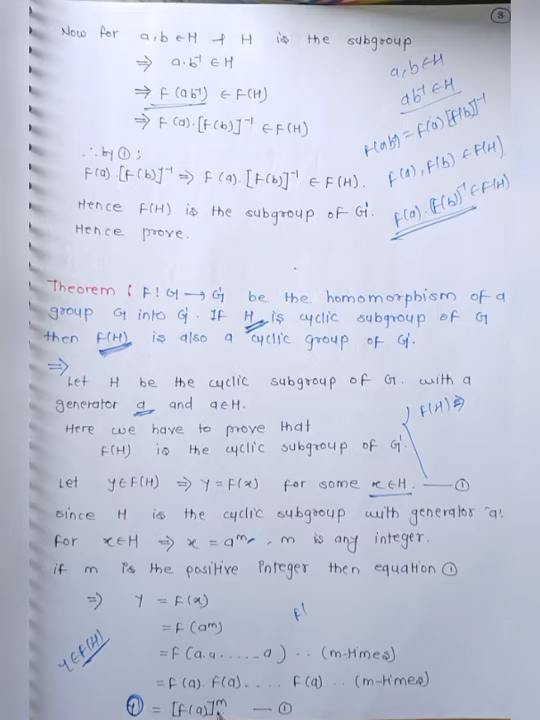 3
Now for a,b ∈ H & H is the subgroup
⇒ a.b⁻¹ ∈ H
⇒ f(ab⁻¹) ∈ F(H)
⇒ F(a).[F(b)]⁻¹ ∈ F(H)
∴ by ①;
F(a).[F(b)]⁻¹ ⇒ F(a).[F(b)]⁻¹ ∈ F(H).
Hence F(H) is the subgroup of G'.
Hence prove.
a,b ∈ H
ab⁻¹ ∈ H
F(ab⁻¹) = F(a)[F(b)]⁻¹
F(a), F(b) ∈ F(H)
F(a).[F(b)]⁻¹ ∈ F(H)
Theorem : F: G → G' be the homomorphism of a
group G into G'. If H is cyclic subgroup of G
then F(H) is also a cyclic group of G'.
⇒
Let H be the cyclic subgroup of G. with a
generator a and a∈H.
Here we have to prove that
F(H) is the cyclic subgroup of G'.
F(H) ⇒
Let y∈F(H) ⇒ y = F(x) for some x∈H. — ①
since H is the cyclic subgroup with generator 'a'.
For x∈H ⇒ x = aᵐ, m is any integer.
if m is the positive integer then equation ①
⇒ y = F(x)
F(
= F(aᵐ)
y∈F(H)
= F(a.a.....a) .. (m-times)
= F(a). F(a).... F(a) .. (m-times)
y = [F(a)]ᵐ — ①